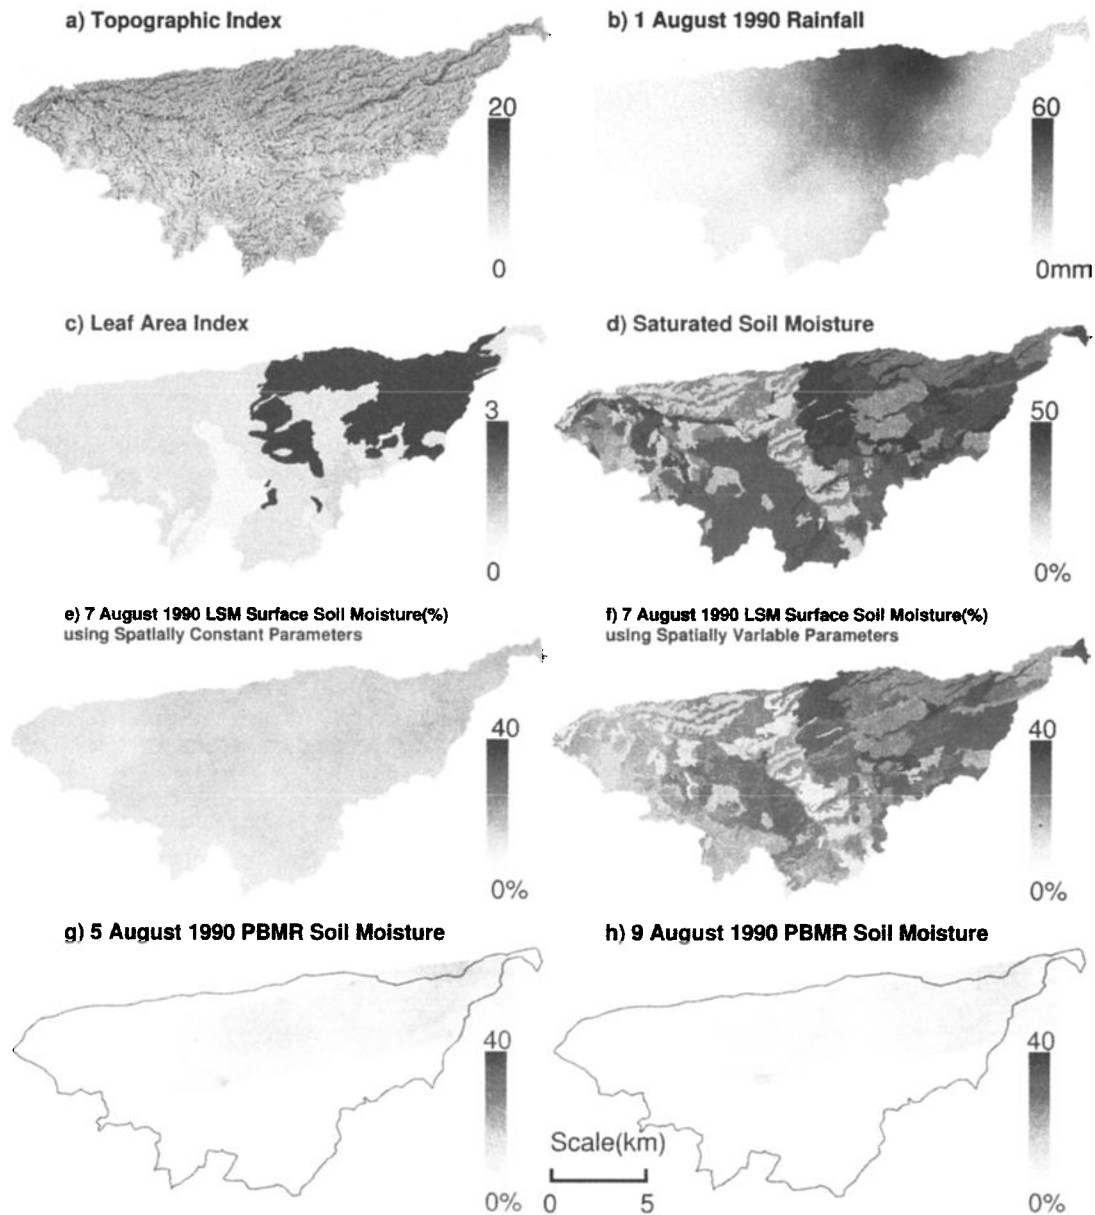 a) Topographic Index
20
0
b) 1 August 1990 Rainfall
60
0mm
c) Leaf Area Index
3
0
d) Saturated Soil Moisture
50
0%
e) 7 August 1990 LSM Surface Soil Moisture(%)
using Spatially Constant Parameters
40
0%
f) 7 August 1990 LSM Surface Soil Moisture(%)
using Spatially Variable Parameters
40
0%
g) 5 August 1990 PBMR Soil Moisture
40
0%
h) 9 August 1990 PBMR Soil Moisture
40
0%
Scale(km)
0 5